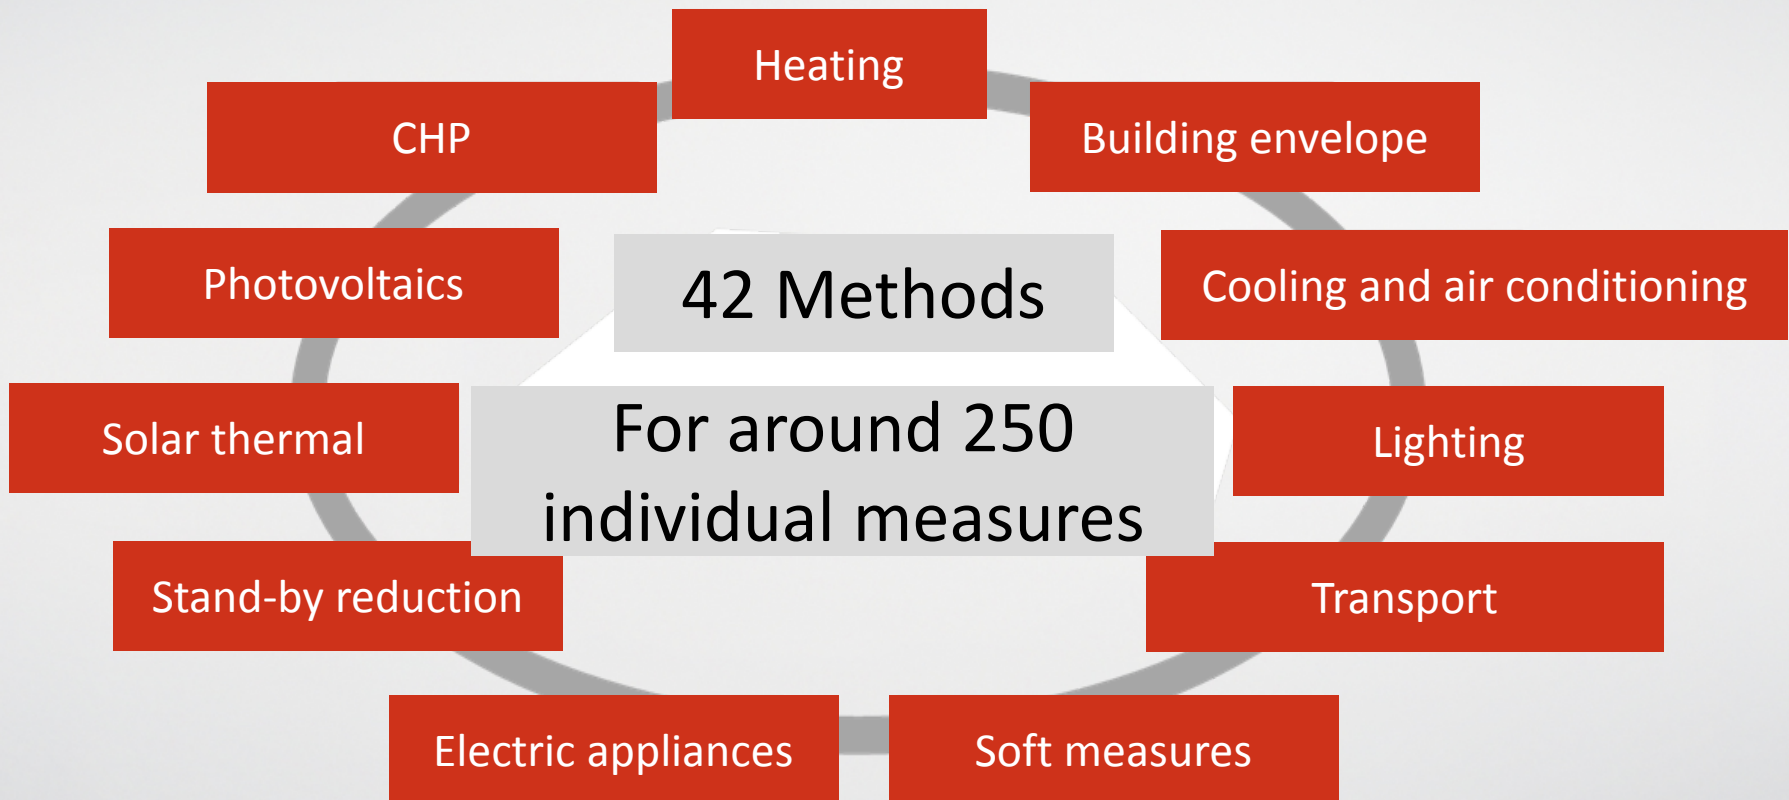 Heating
CHP
Building envelope
Photovoltaics
42 Methods
Cooling and air conditioning
Solar thermal
For around 250
individual measures
Lighting
Stand-by reduction
Transport
Electric appliances
Soft measures